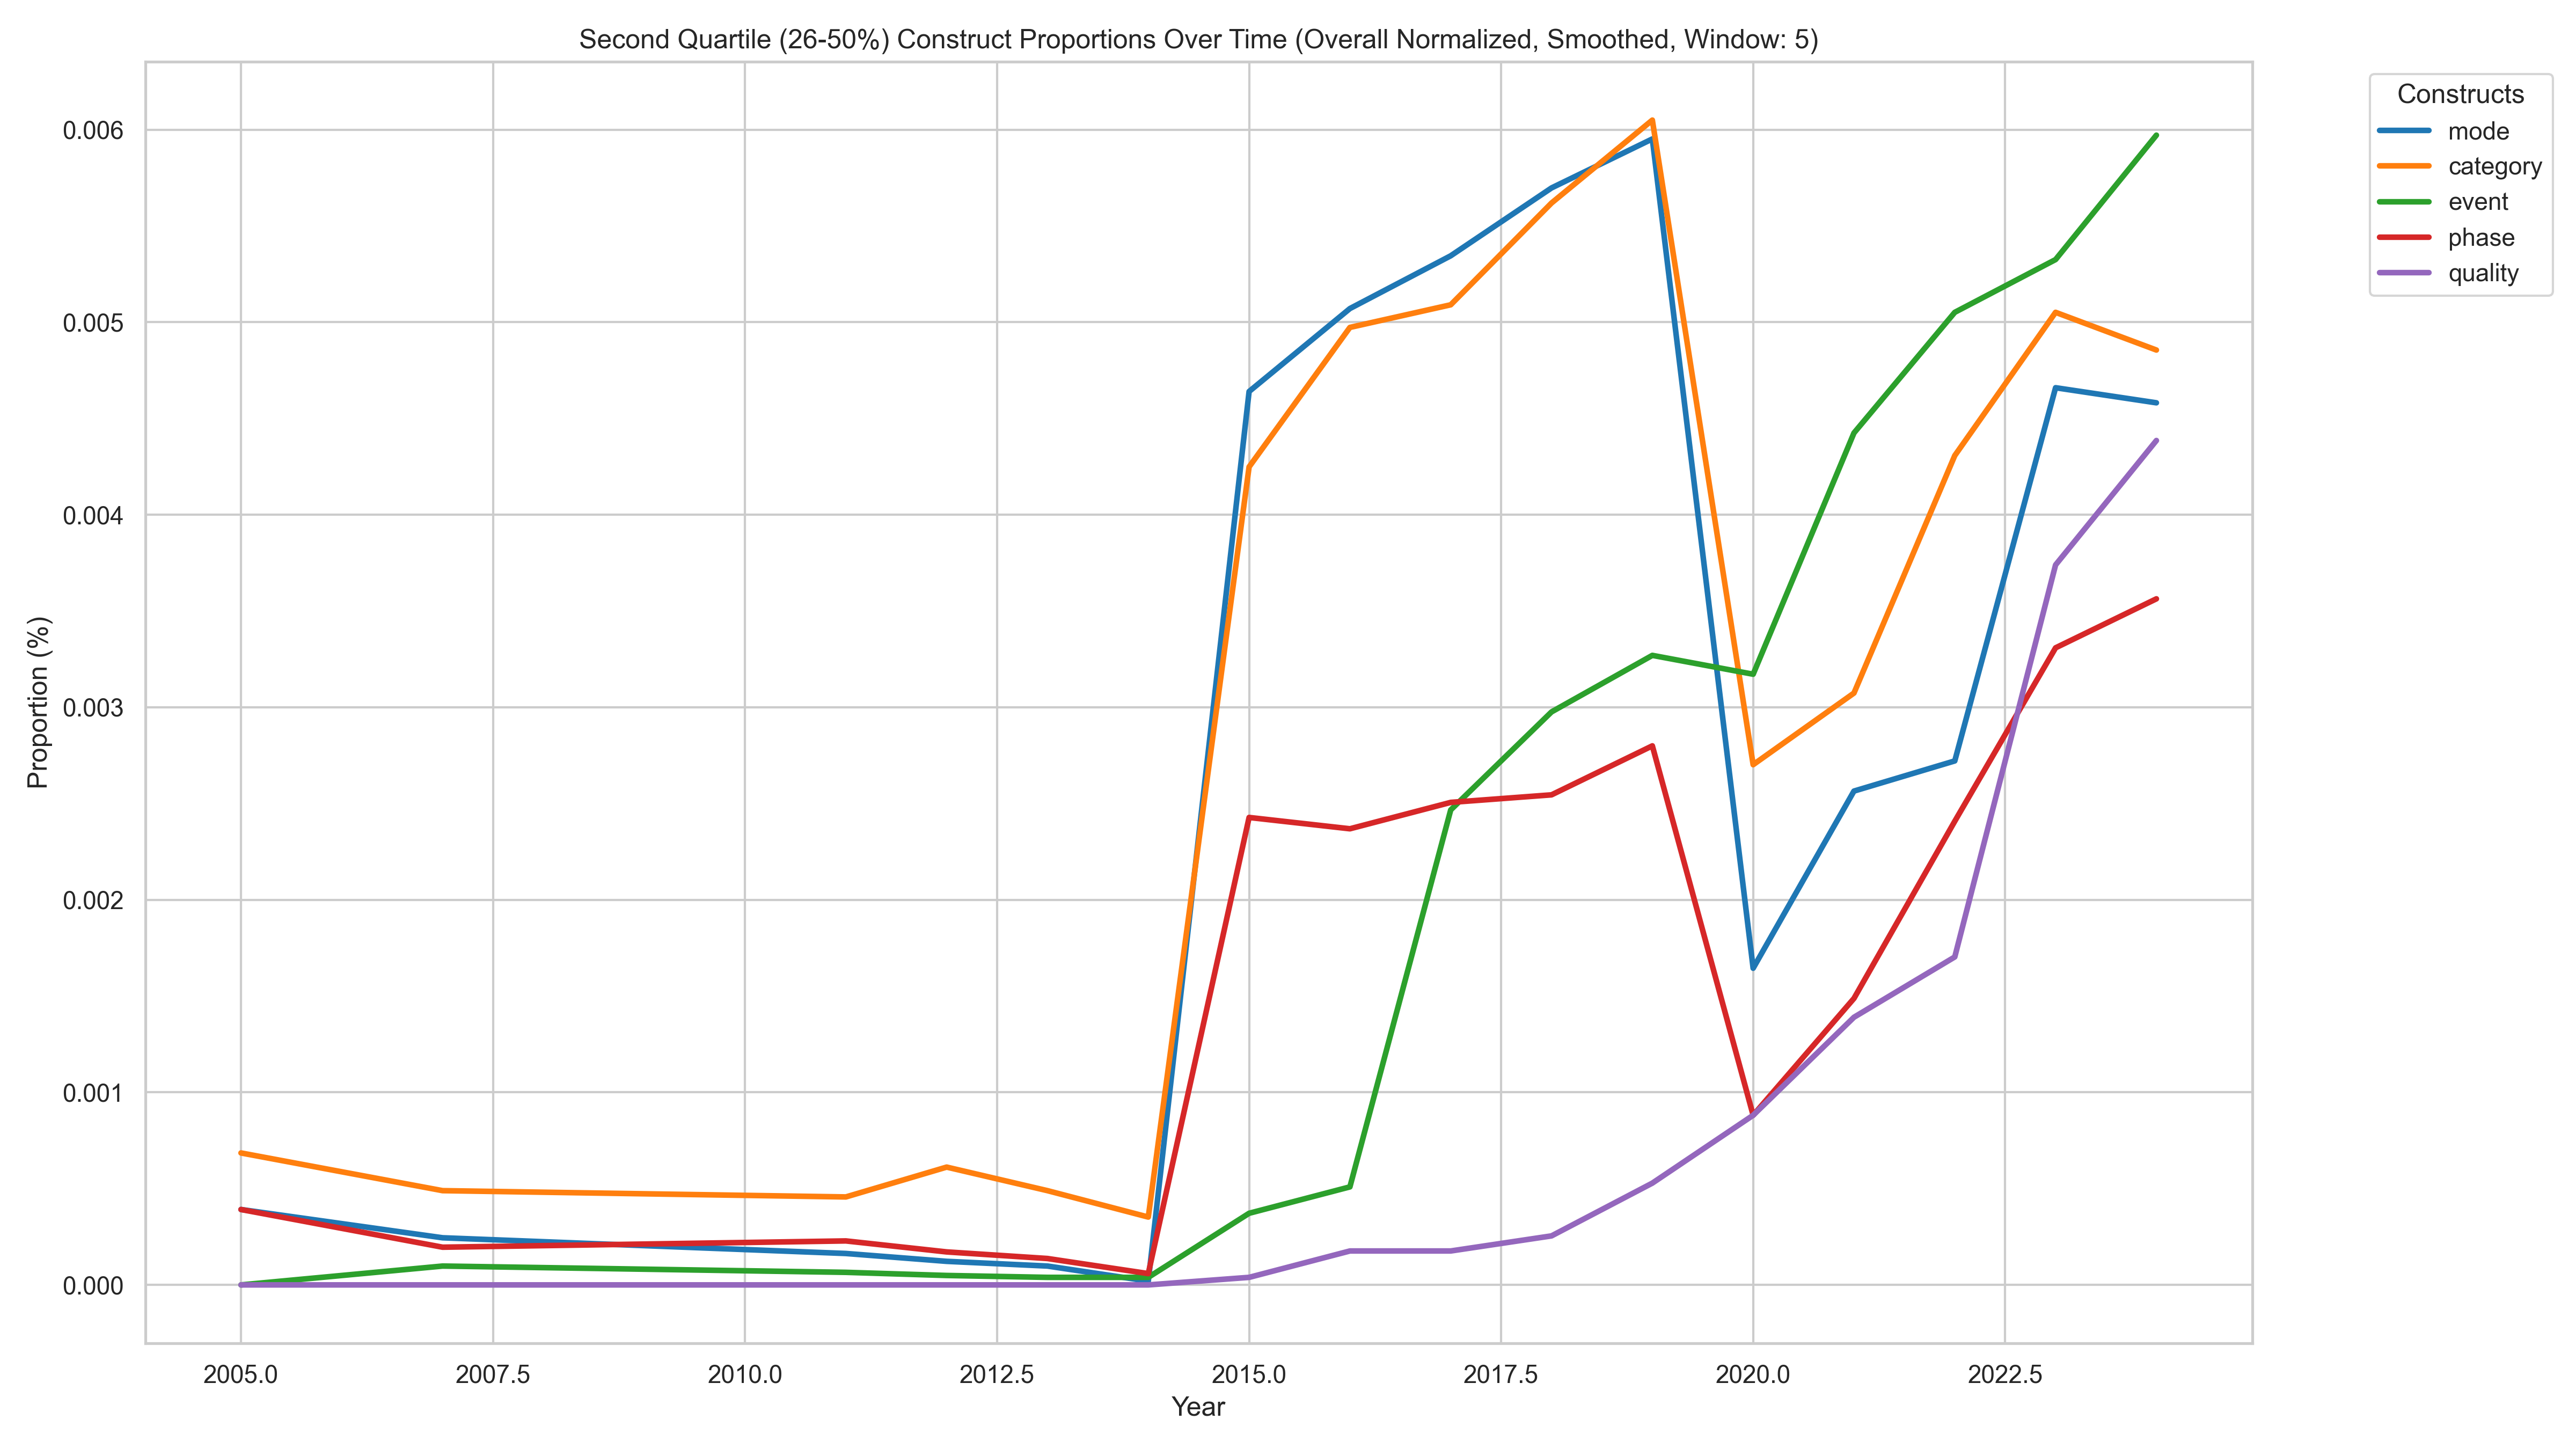 Second Quartile (26-50%) Construct Proportions Over Time (Overall Normalized, Smoothed, Window: 5)
Constructs
mode
category
event
phase
quality
Proportion (%)
0.006
0.005
0.004
0.003
0.002
0.001
0.000
2005.0 2007.5 2010.0 2012.5 2015.0 2017.5 2020.0 2022.5
Year